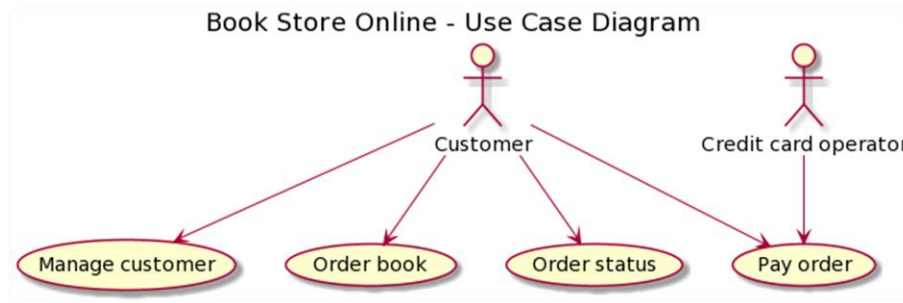 Book Store Online - Use Case Diagram
Customer
Credit card operator
Manage customer
Order book
Order status
Pay order